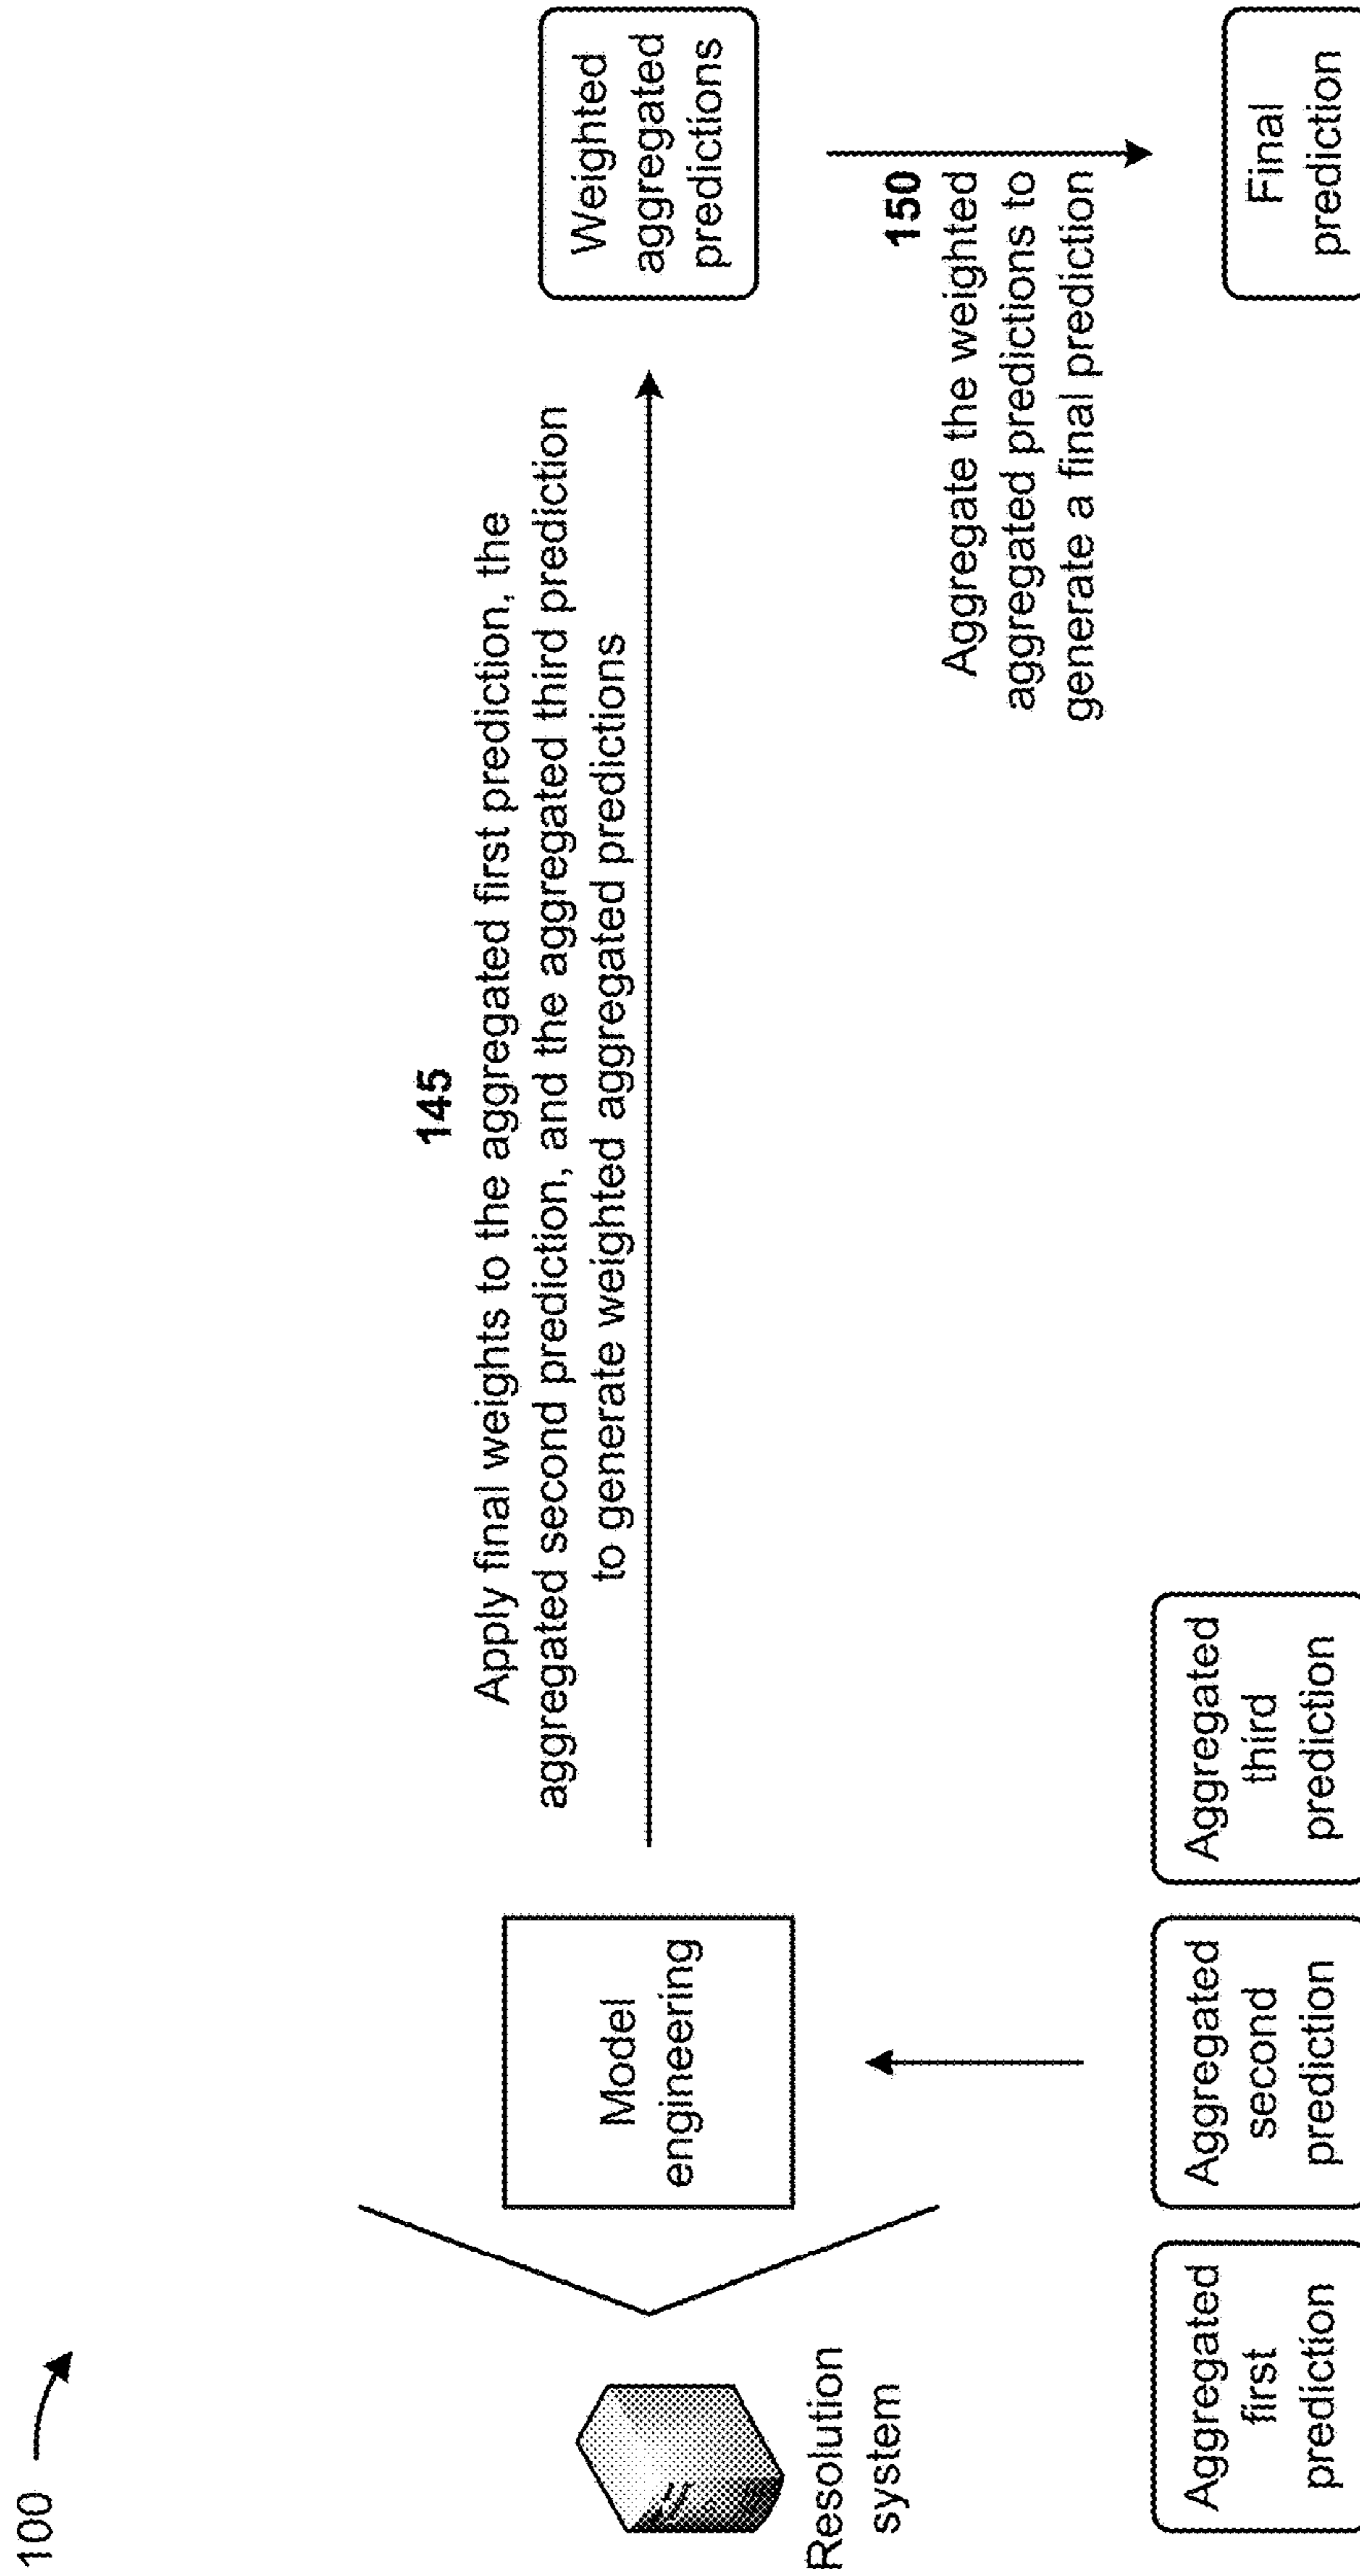 100
145
Apply final weights to the aggregated first prediction, the
aggregated second prediction, and the aggregated third prediction
to generate weighted aggregated predictions
Weighted
aggregated
predictions
Model
engineering
Resolution
system
150
Aggregate the weighted
aggregated predictions to
generate a final prediction
Aggregated
first
prediction
Aggregated
second
prediction
Aggregated
third
prediction
Final
prediction